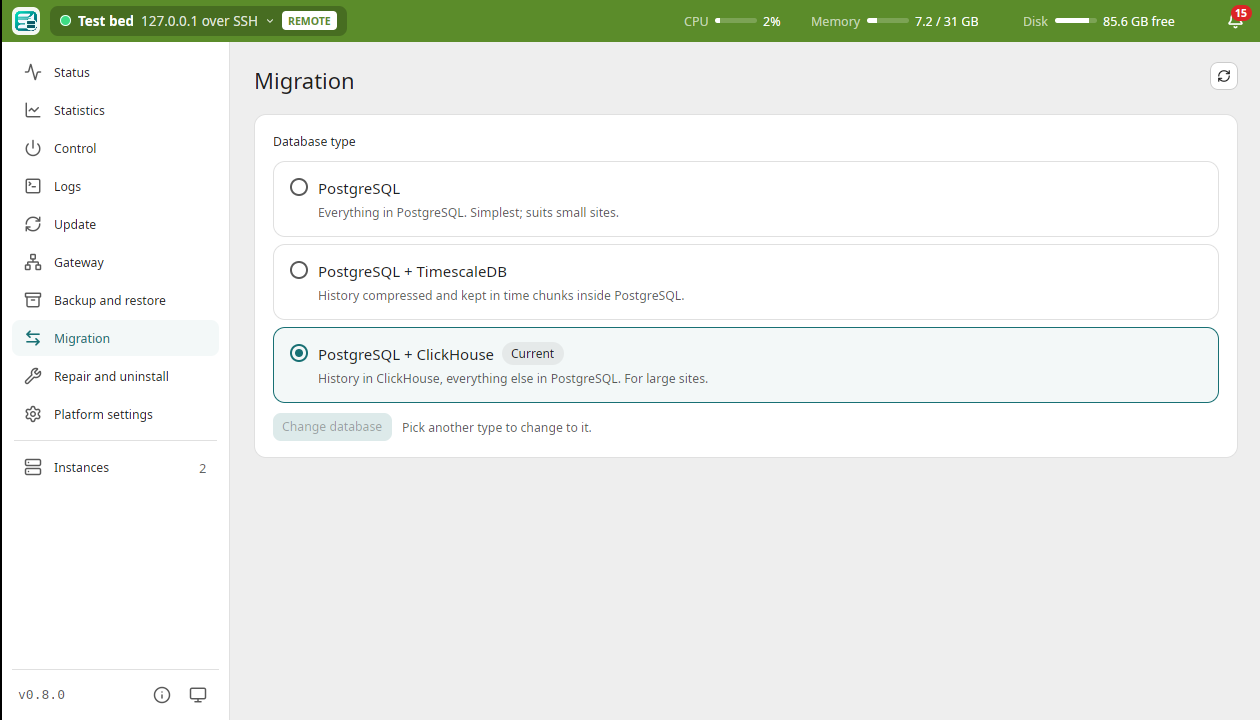 Test bed 127.0.0.1 over SSH REMOTE CPU 2% Memory 7.2 / 31 GB Disk 85.6 GB free 15
Status
Statistics
Control
Logs
Update
Gateway
Backup and restore
Migration
Repair and uninstall
Platform settings
Instances 2
v0.8.0
Migration
Database type
PostgreSQL
Everything in PostgreSQL. Simplest; suits small sites.
PostgreSQL + TimescaleDB
History compressed and kept in time chunks inside PostgreSQL.
PostgreSQL + ClickHouse Current
History in ClickHouse, everything else in PostgreSQL. For large sites.
Change database Pick another type to change to it.